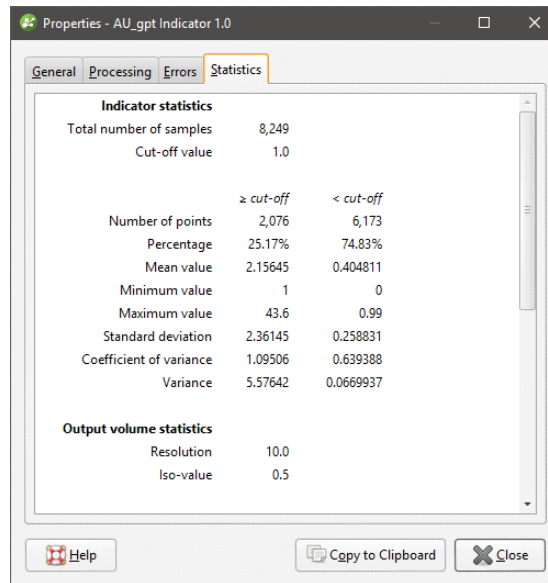 Properties - AU_gpt Indicator 1.0
General Processing Errors Statistics
Indicator statistics
Total number of samples 8,249
Cut-off value 1.0
≥ cut-off < cut-off
Number of points 2,076 6,173
Percentage 25.17% 74.83%
Mean value 2.15645 0.404811
Minimum value 1 0
Maximum value 43.6 0.99
Standard deviation 2.36145 0.258831
Coefficient of variance 1.09506 0.639388
Variance 5.57642 0.0669937
Output volume statistics
Resolution 10.0
Iso-value 0.5
Help Copy to Clipboard Close